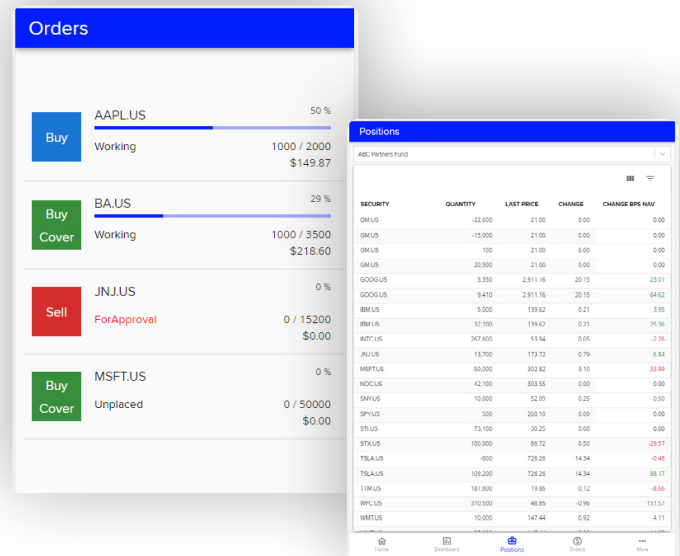 Orders
Buy
AAPL.US
50 %
Working
1000 / 2000
$149.87
Buy
Cover
BA.US
29 %
Working
1000 / 3500
$218.60
Sell
JNJ.US
0 %
ForApproval
0 / 15200
$0.00
Buy
Cover
MSFT.US
0 %
Unplaced
0 / 50000
$0.00
Positions
ABC Partners Fund
SECURITY QUANTITY LAST PRICE CHANGE CHANGE BPS NAV
GM.US -22,600 21.00 0.00 0.00
GM.US -15,000 21.00 0.00 0.00
GM.US 100 21.00 0.00 0.00
GM.US 20,500 21.00 0.00 0.00
GOOG.US 3,350 2,911.16 20.15 23.01
GOOG.US 9,410 2,911.16 20.15 64.62
IBM.US 5,000 139.62 0.21 3.95
IBM.US 32,100 139.62 0.21 25.36
INTC.US 267,600 53.94 0.05 -2.26
JNJ.US 13,700 173.72 0.79 6.84
MSFT.US 50,000 302.82 3.10 -33.99
NOC.US 42,100 303.55 0.00 0.00
SNY.US 10,000 52.09 0.25 0.50
SPY.US 500 260.10 0.00 0.00
STI.US 73,100 30.25 0.00 0.00
STX.US 100,000 86.72 0.50 -29.57
TSLA.US -600 726.26 14.34 -0.48
TSLA.US 109,200 726.26 14.34 88.17
TTM.US 187,800 19.86 0.12 -8.66
WFC.US 310,500 48.85 -0.96 151.57
WMT.US 10,000 147.44 0.92 4.11
Home Dashboard Positions Orders More